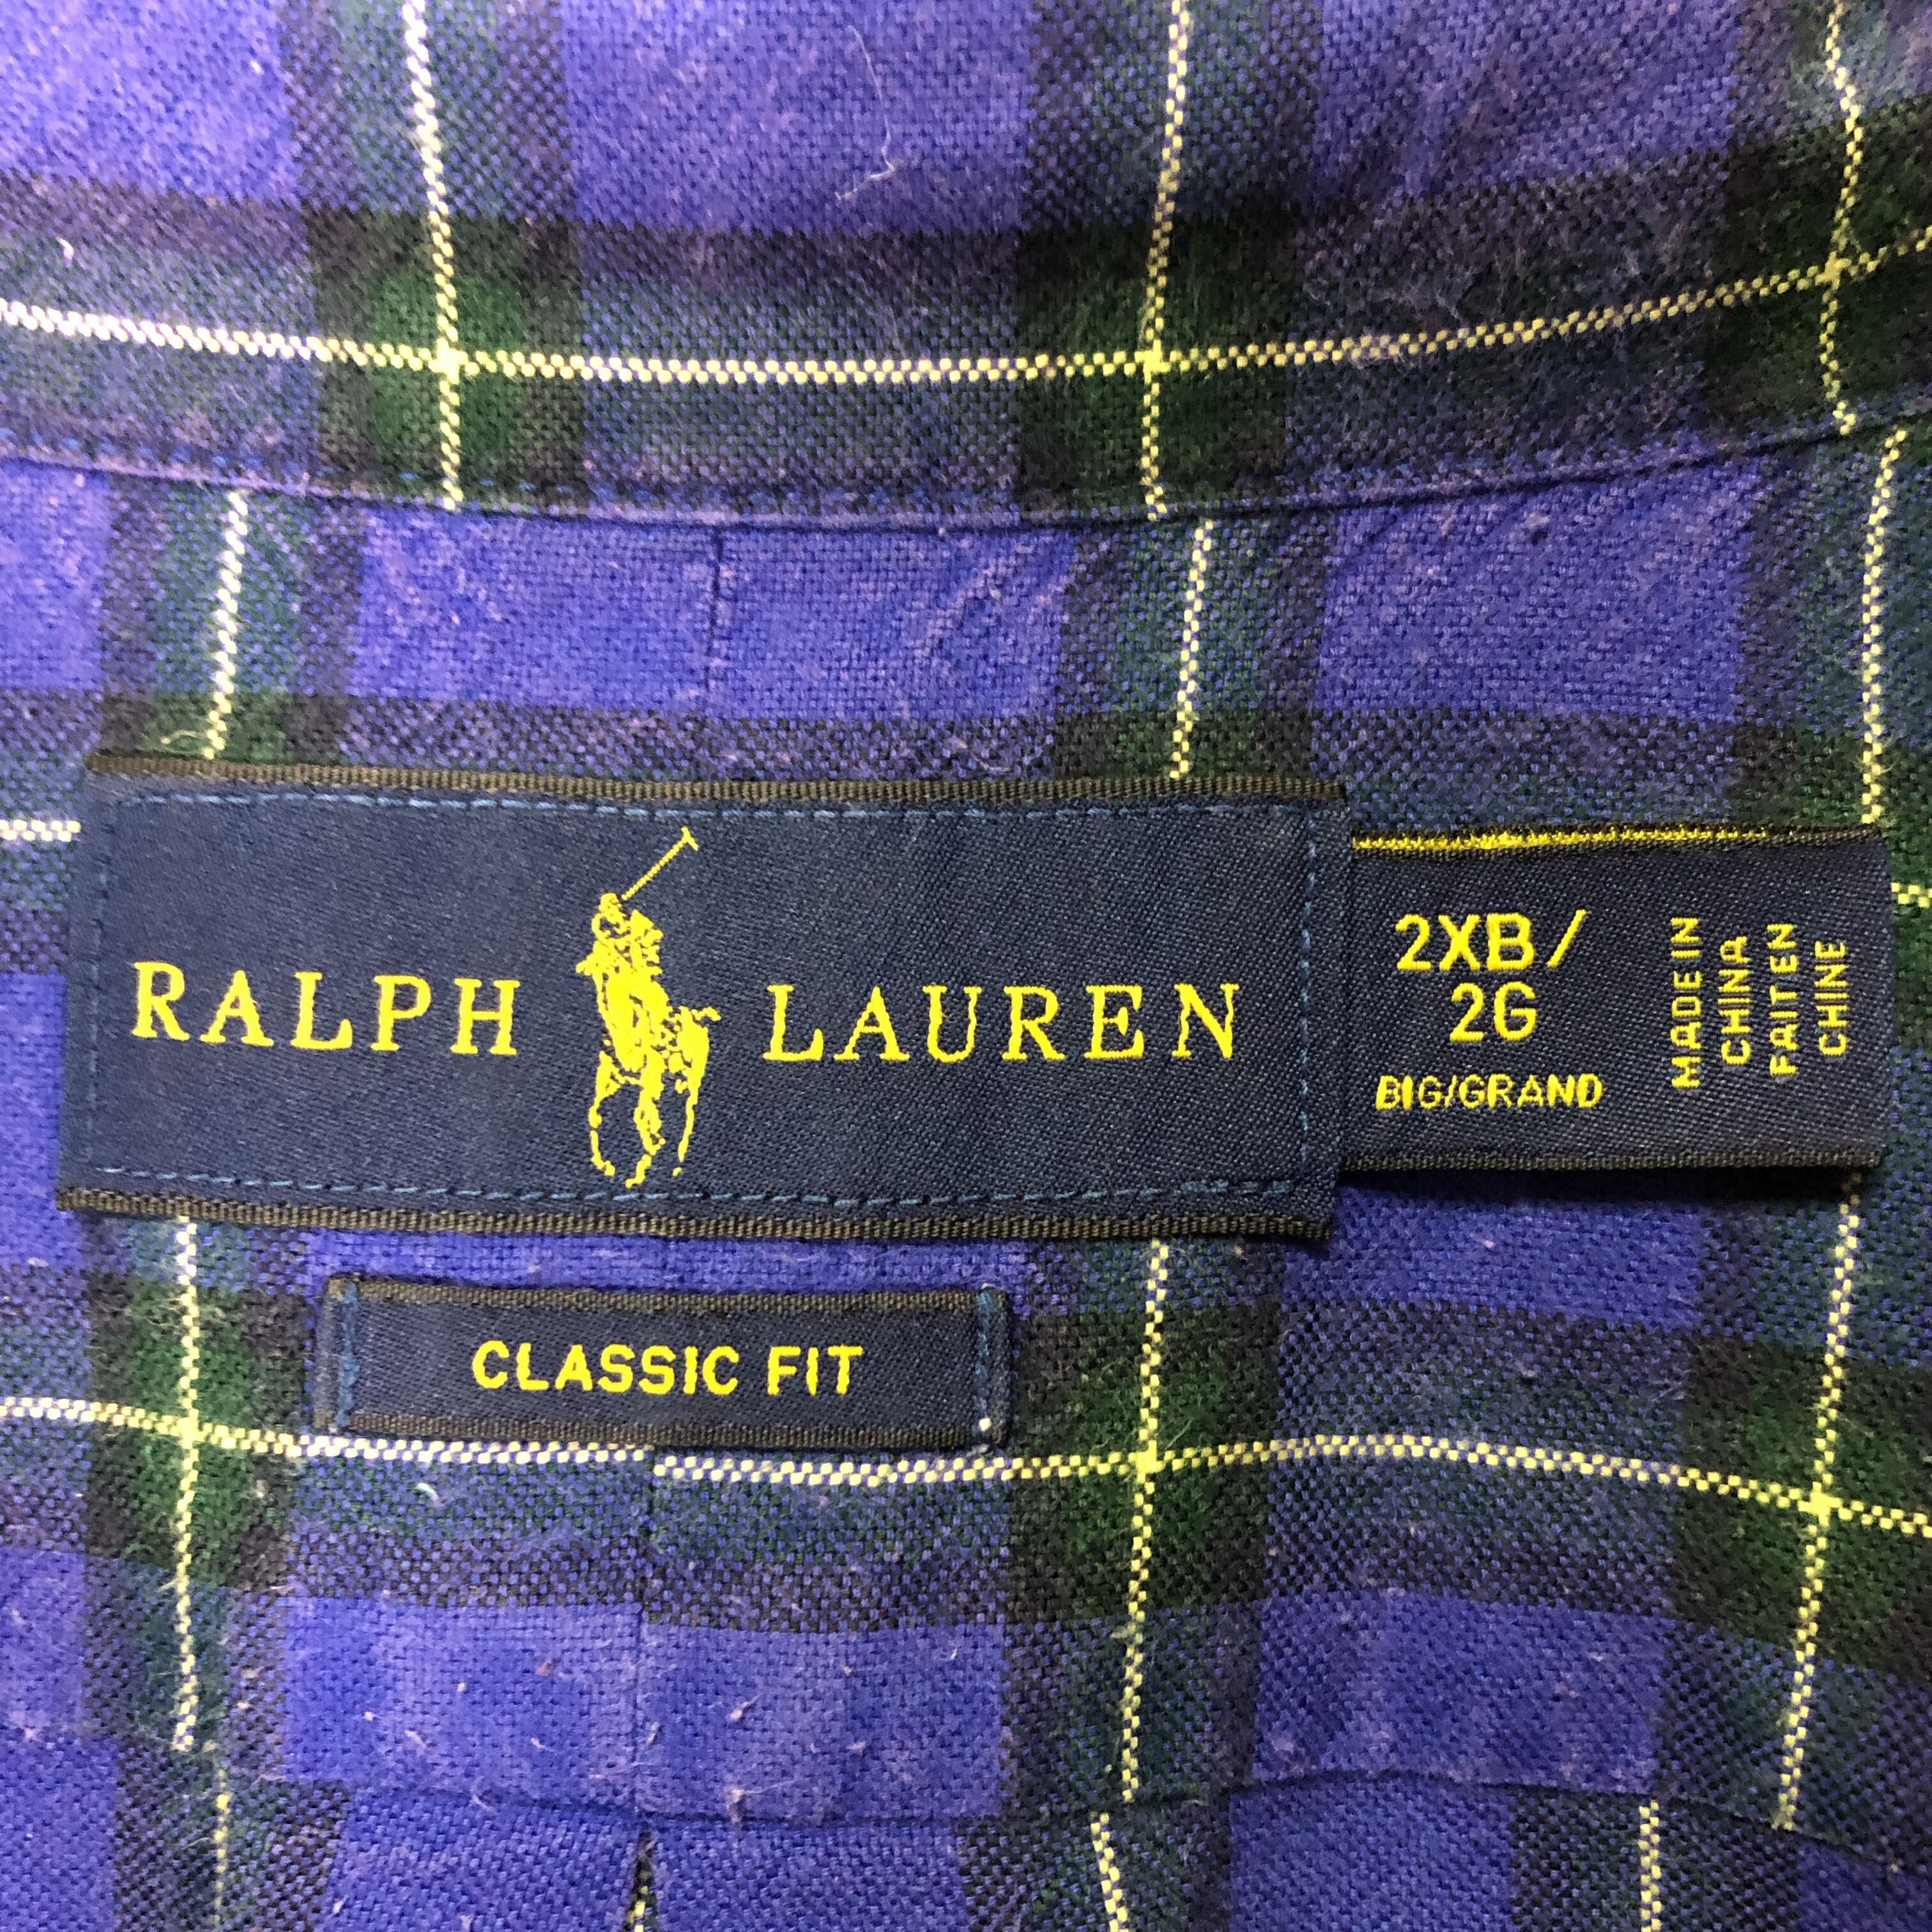 RALPH LAUREN
2XB/
2G
BIG/GRAND
MADE IN
CHINA
FAIT EN
CHINE
CLASSIC FIT